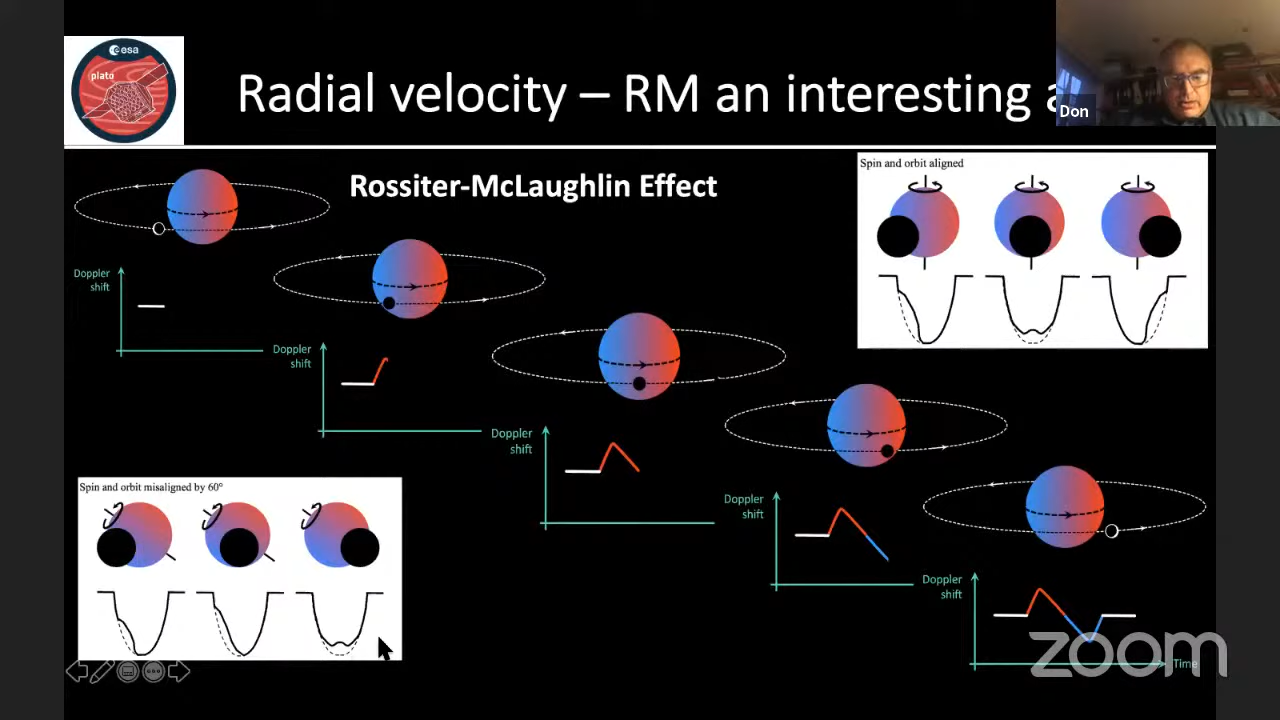 esa
plato
Radial velocity – RM an interesting a
Don
Rossiter-McLaughlin Effect
Spin and orbit aligned
Doppler
shift
Doppler
shift
Doppler
shift
Spin and orbit misaligned by 60°
Doppler
shift
Doppler
shift
Time
zoom